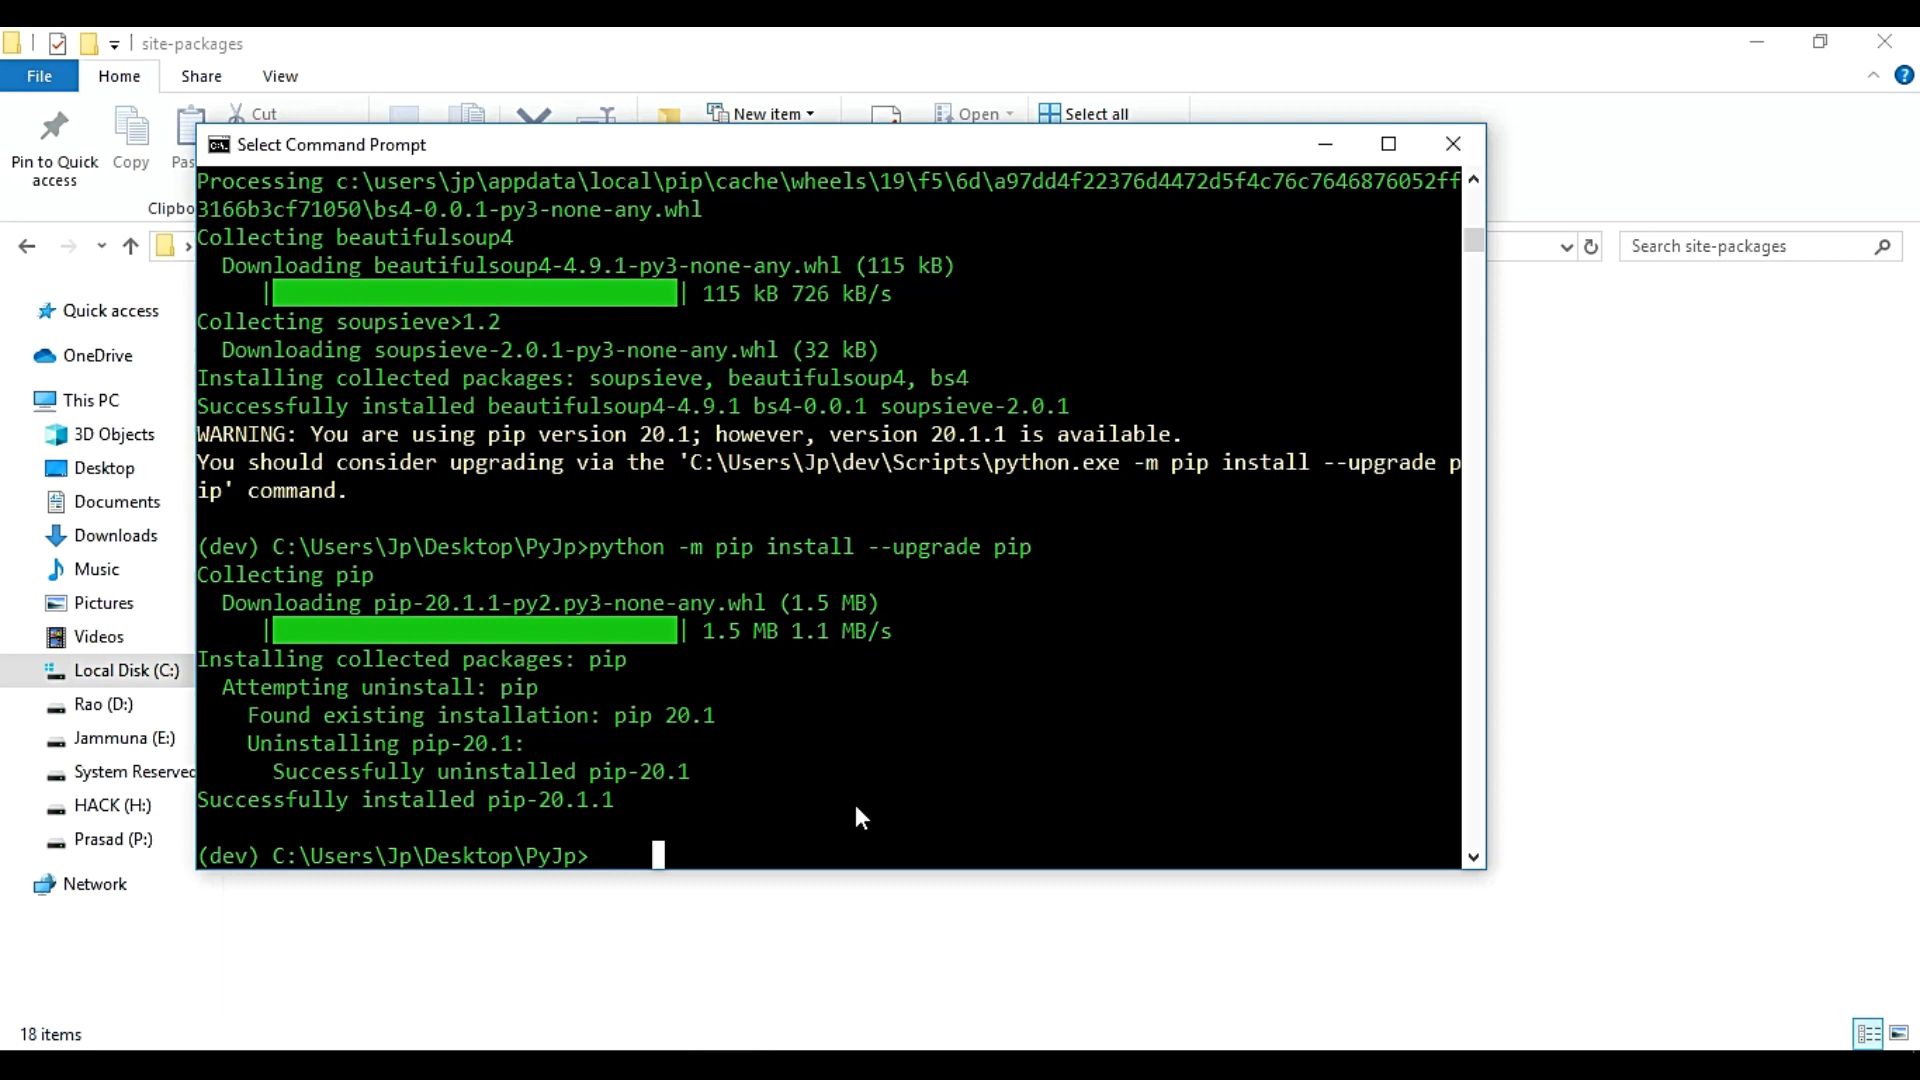 site-packages
File Home Share View
Cut
New item
Open
Select all
Pin to Quick access
Copy
Clipbo
Search site-packages
Quick access
OneDrive
This PC
3D Objects
Desktop
Documents
Downloads
Music
Pictures
Videos
Local Disk (C:)
Rao (D:)
Jammuna (E:)
System Reserved
HACK (H:)
Prasad (P:)
Network
18 items
Select Command Prompt
Processing c:\users\jp\appdata\local\pip\cache\wheels\19\f5\6d\a97dd4f22376d4472d5f4c76c7646876052ff
3166b3cf71050\bs4-0.0.1-py3-none-any.whl
Collecting beautifulsoup4
Downloading beautifulsoup4-4.9.1-py3-none-any.whl (115 kB)
| | 115 kB 726 kB/s
Collecting soupsieve>1.2
Downloading soupsieve-2.0.1-py3-none-any.whl (32 kB)
Installing collected packages: soupsieve, beautifulsoup4, bs4
Successfully installed beautifulsoup4-4.9.1 bs4-0.0.1 soupsieve-2.0.1
WARNING: You are using pip version 20.1; however, version 20.1.1 is available.
You should consider upgrading via the 'C:\Users\Jp\dev\Scripts\python.exe -m pip install --upgrade p
ip' command.
(dev) C:\Users\Jp\Desktop\PyJp>python -m pip install --upgrade pip
Collecting pip
Downloading pip-20.1.1-py2.py3-none-any.whl (1.5 MB)
| | 1.5 MB 1.1 MB/s
Installing collected packages: pip
Attempting uninstall: pip
Found existing installation: pip 20.1
Uninstalling pip-20.1:
Successfully uninstalled pip-20.1
Successfully installed pip-20.1.1
(dev) C:\Users\Jp\Desktop\PyJp>